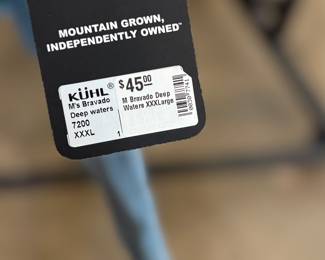 MOUNTAIN GROWN,
INDEPENDENTLY OWNED™
KÜHL®
M's Bravado
Deep waters
7200
XXXL 1
$45.00
M Bravado Deep
Waters XXXLarge